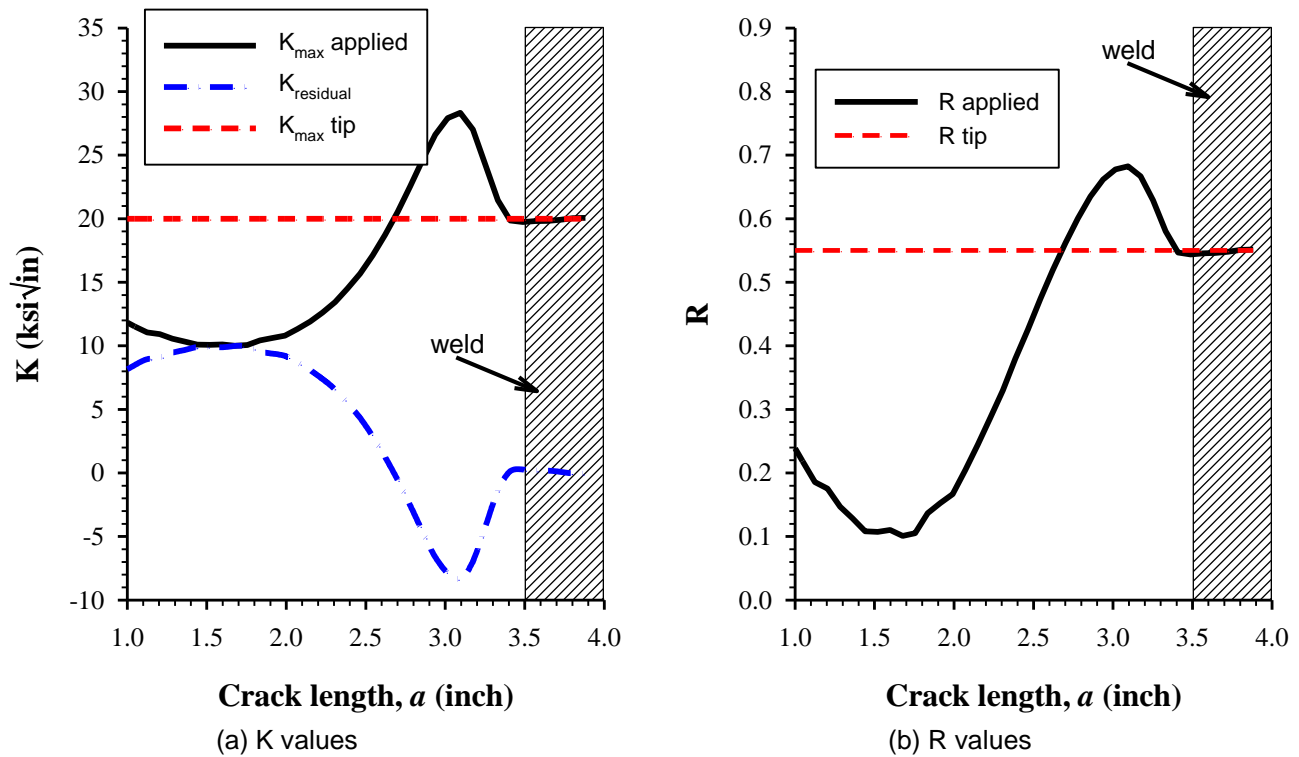 K (ksi√in)
35
30
25
20
15
10
5
0
-5
-10
K_max applied
K_residual
K_max tip
weld
1.0 1.5 2.0 2.5 3.0 3.5 4.0
Crack length, a (inch)
(a) K values
R
0.9
0.8
0.7
0.6
0.5
0.4
0.3
0.2
0.1
0.0
weld
R applied
R tip
1.0 1.5 2.0 2.5 3.0 3.5 4.0
Crack length, a (inch)
(b) R values